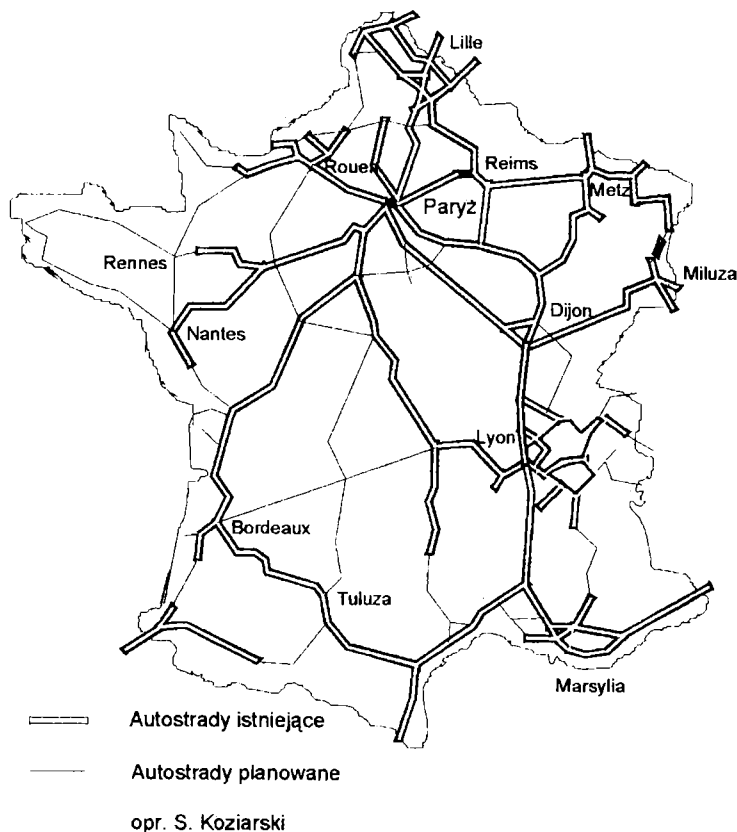 Lille
Rouen
Reims
Metz
Paryż
Rennes
Miluza
Dijon
Nantes
Lyon
Bordeaux
Tuluza
Marsylia
Autostrady istniejące
Autostrady planowane
opr. S. Koziarski